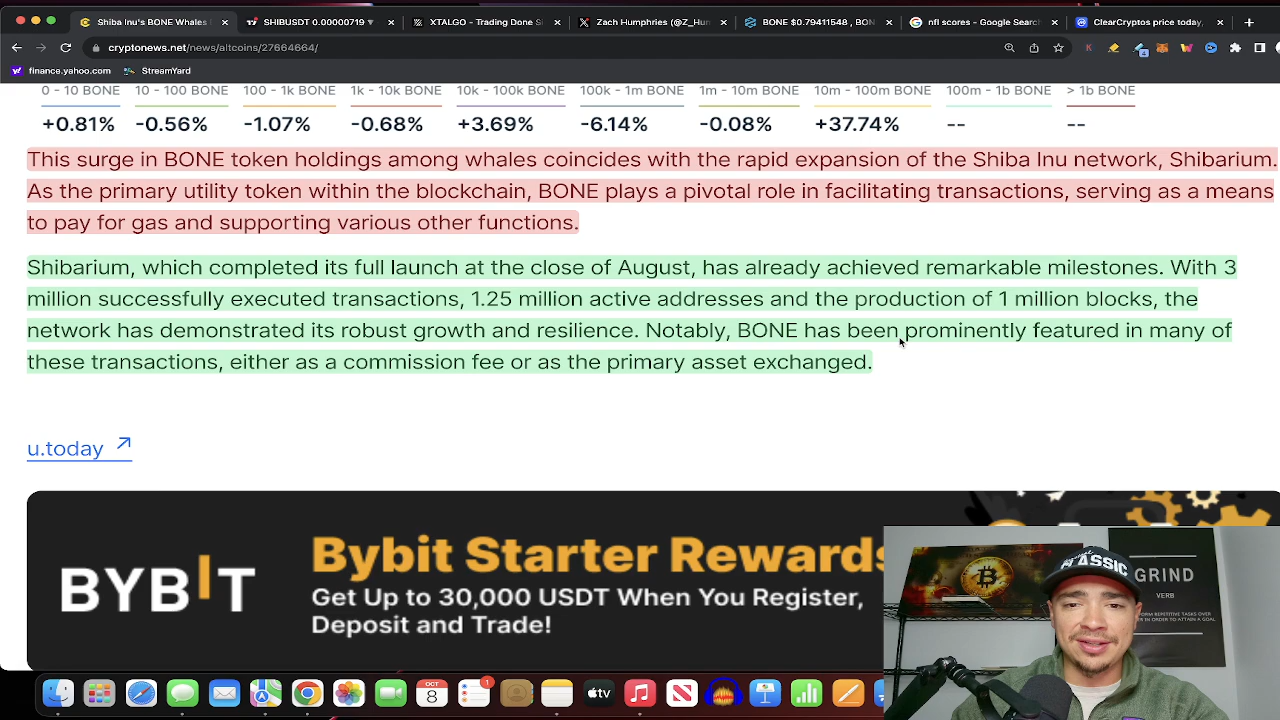 Shiba Inu's BONE Whales
SHIBUSDT 0.00000719 ▼
XTALGO - Trading Done Si
Zach Humphries (@Z_Hum
BONE $0.79411548 , BONE
nfl scores - Google Search
ClearCryptos price today,
cryptonews.net/news/altcoins/27664664/
finance.yahoo.com
StreamYard
0 - 10 BONE 10 - 100 BONE 100 - 1k BONE 1k - 10k BONE 10k - 100k BONE 100k - 1m BONE 1m - 10m BONE 10m - 100m BONE 100m - 1b BONE > 1b BONE
+0.81% -0.56% -1.07% -0.68% +3.69% -6.14% -0.08% +37.74% -- --
This surge in BONE token holdings among whales coincides with the rapid expansion of the Shiba Inu network, Shibarium.
As the primary utility token within the blockchain, BONE plays a pivotal role in facilitating transactions, serving as a means
to pay for gas and supporting various other functions.
Shibarium, which completed its full launch at the close of August, has already achieved remarkable milestones. With 3
million successfully executed transactions, 1.25 million active addresses and the production of 1 million blocks, the
network has demonstrated its robust growth and resilience. Notably, BONE has been prominently featured in many of
these transactions, either as a commission fee or as the primary asset exchanged.
u.today
BYBIT
Bybit Starter Rewards
Get Up to 30,000 USDT When You Register,
Deposit and Trade!
CLASSIC
GRIND
VERB
OCT
8
1
tv